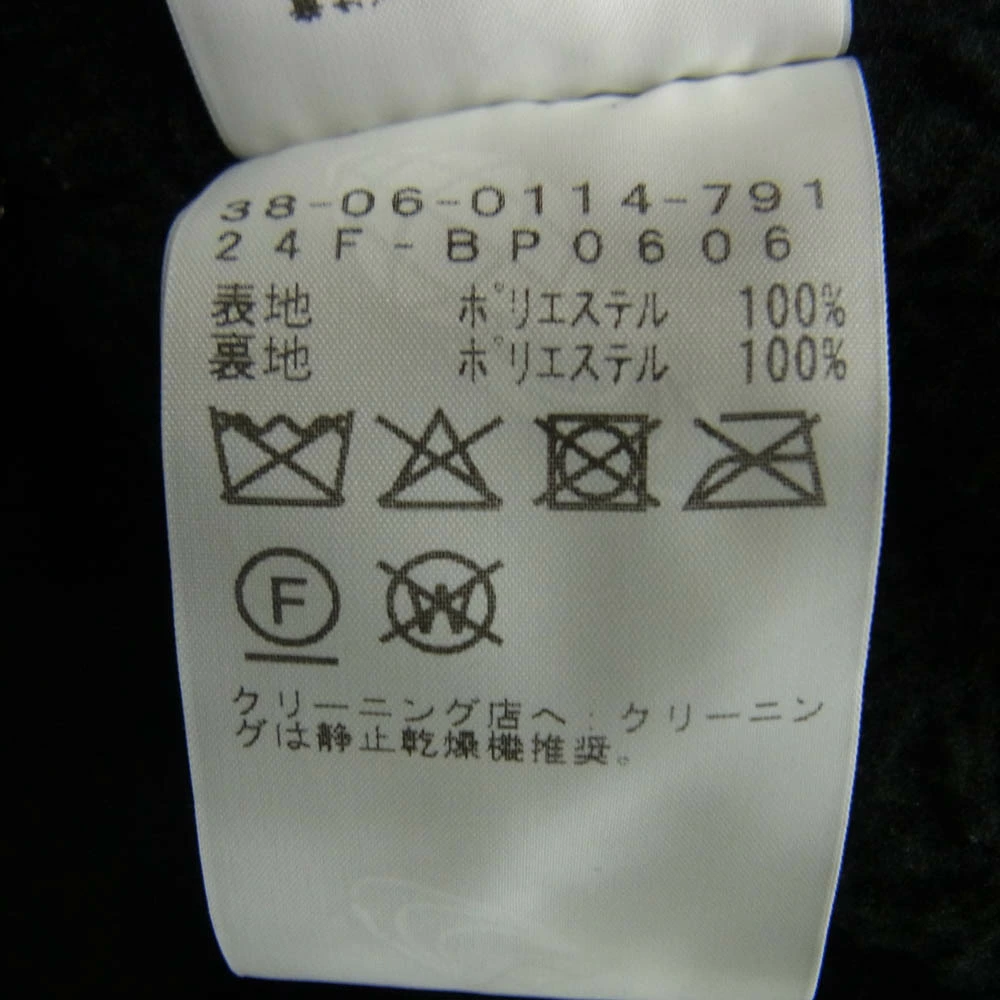 38-06-0114-791
24F-BP0606
表地 ポリエステル 100%
裏地 ポリエステル 100%
F
W
クリーニング店へ:クリーニン
グは静止乾燥機推奨。